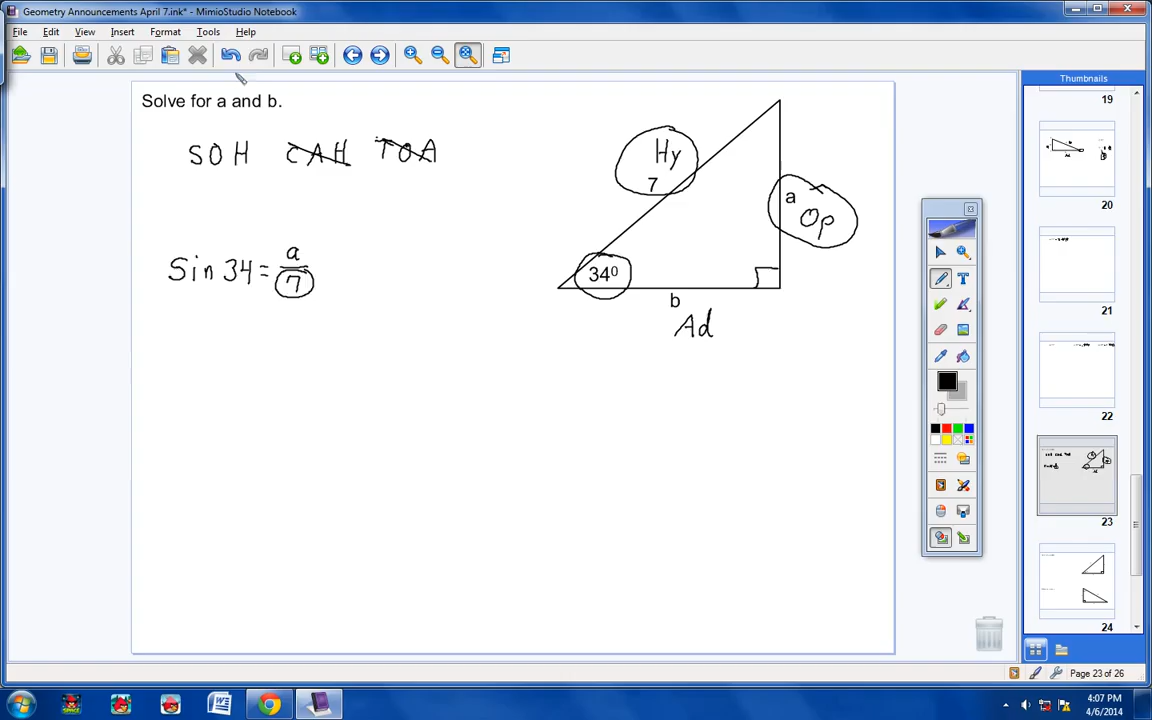 Geometry Announcements April 7.ink* - MimioStudio Notebook
File Edit View Insert Format Tools Help
Thumbnails
Solve for a and b.
SOH CAH TOA
Hy
7
a
Op
Sin 34 = a/7
34⁰
b
Ad
19
20
21
22
23
24
Page 23 of 26
4:07 PM
4/6/2014